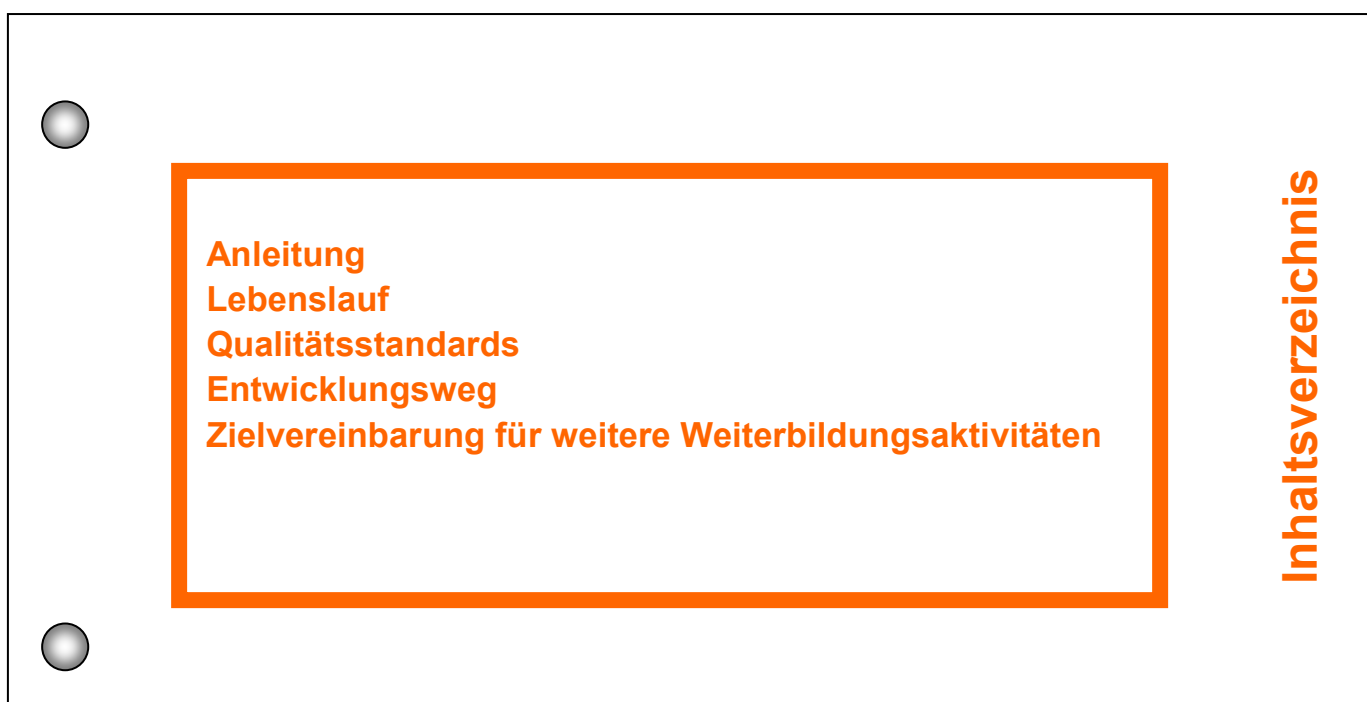 Anleitung
Lebenslauf
Qualitätsstandards
Entwicklungsweg
Zielvereinbarung für weitere Weiterbildungsaktivitäten
Inhaltsverzeichnis